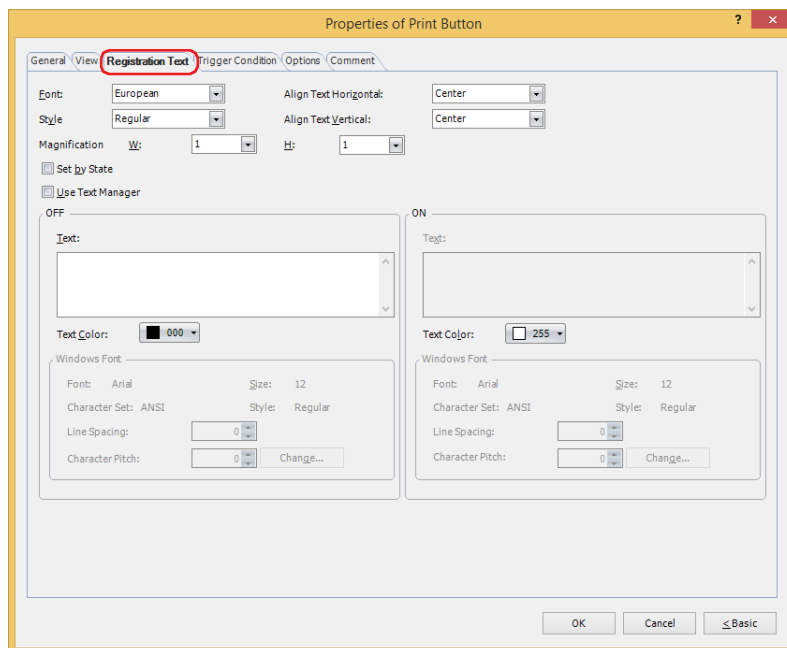 Properties of Print Button ? ×
General View Registration Text Trigger Condition Options Comment
Font: European Align Text Horizontal: Center
Style Regular Align Text Vertical: Center
Magnification W: 1 H: 1
Set by State
Use Text Manager
OFF ON
Text: Text:
Text Color: 000 Text Color: 255
Windows Font Windows Font
Font: Arial Size: 12 Font: Arial Size: 12
Character Set: ANSI Style: Regular Character Set: ANSI Style: Regular
Line Spacing: 0 Line Spacing: 0
Character Pitch: 0 Change... Character Pitch: 0 Change...
OK Cancel < Basic